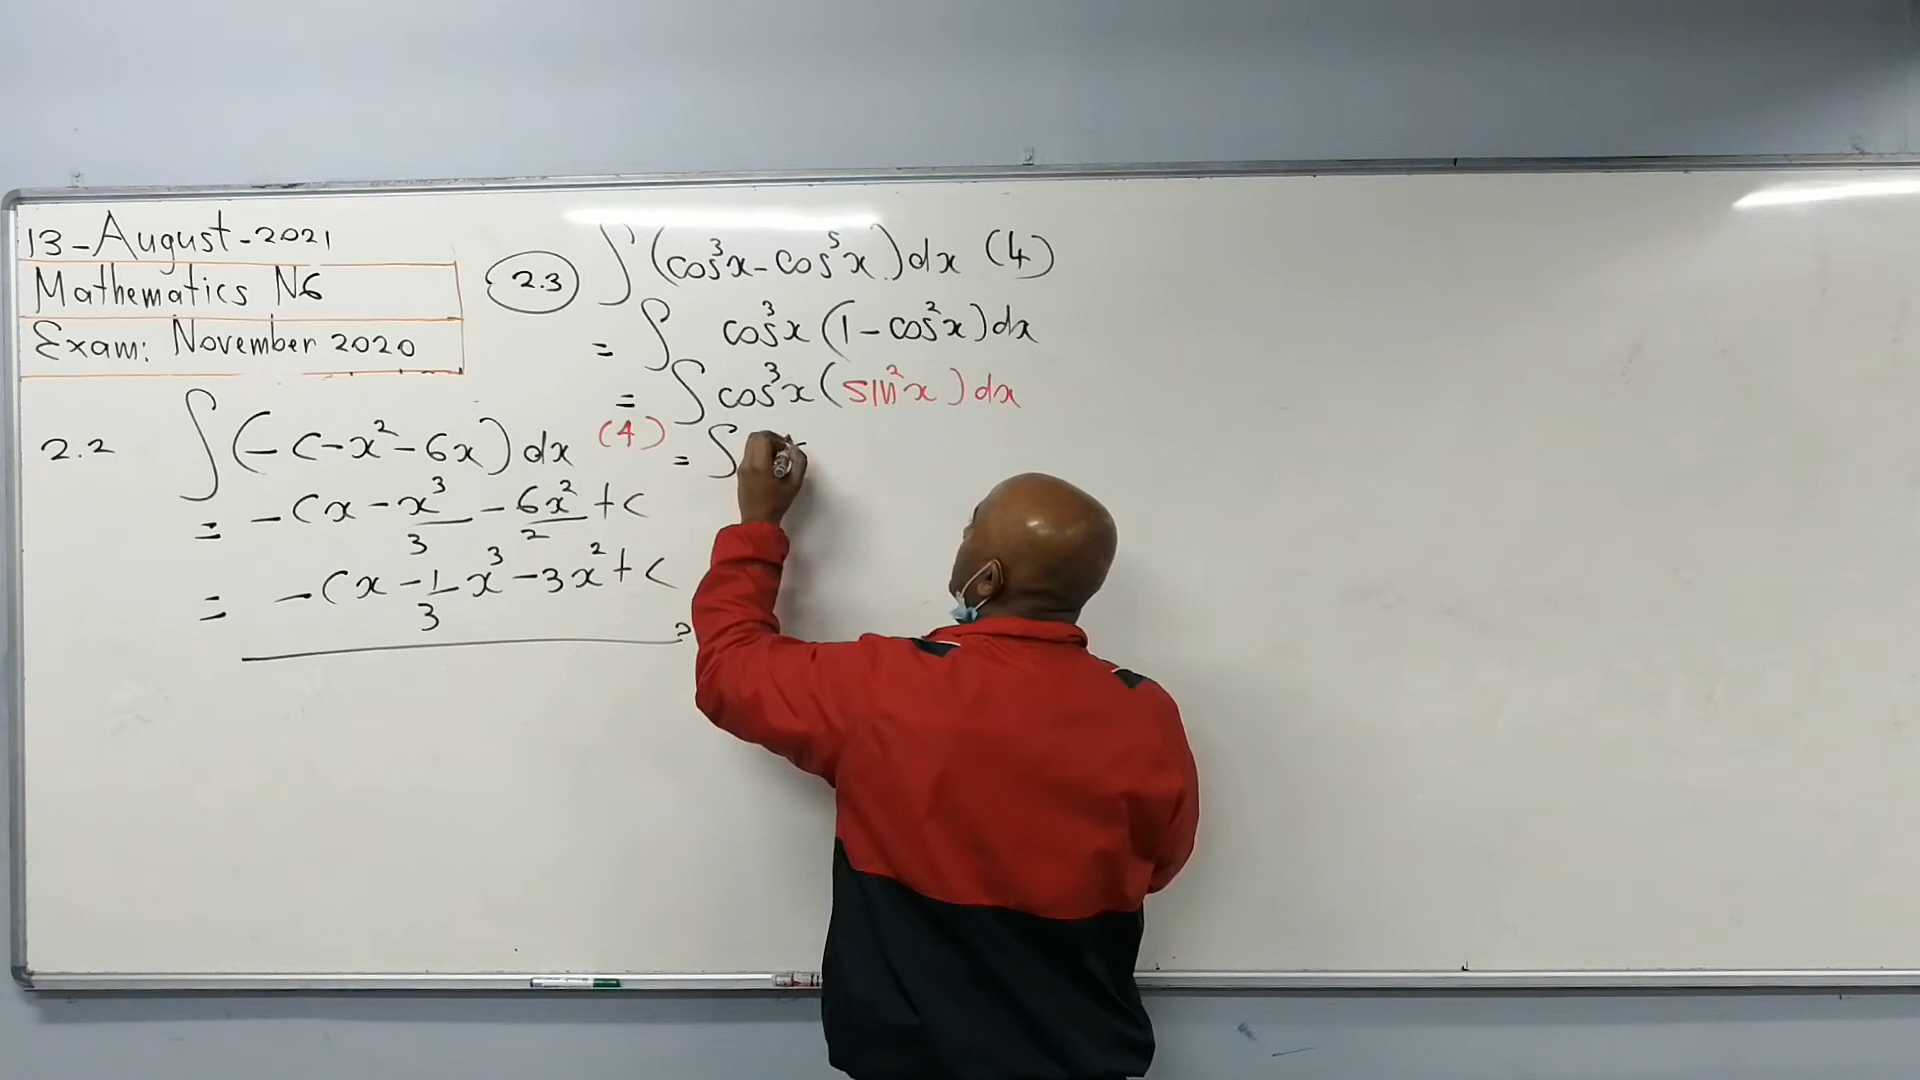 13-August-2021
Mathematics N6
Exam: November 2020
2.2 ∫(-c-x²-6x)dx (4)
= -cx - x³/3 - 6x²/2 + c
= -cx - 1/3 x³ - 3x² + c
2.3 ∫(cos³x - cos⁵x)dx (4)
= ∫ cos³x (1 - cos²x)dx
= ∫ cos³x (sin²x)dx
= ∫